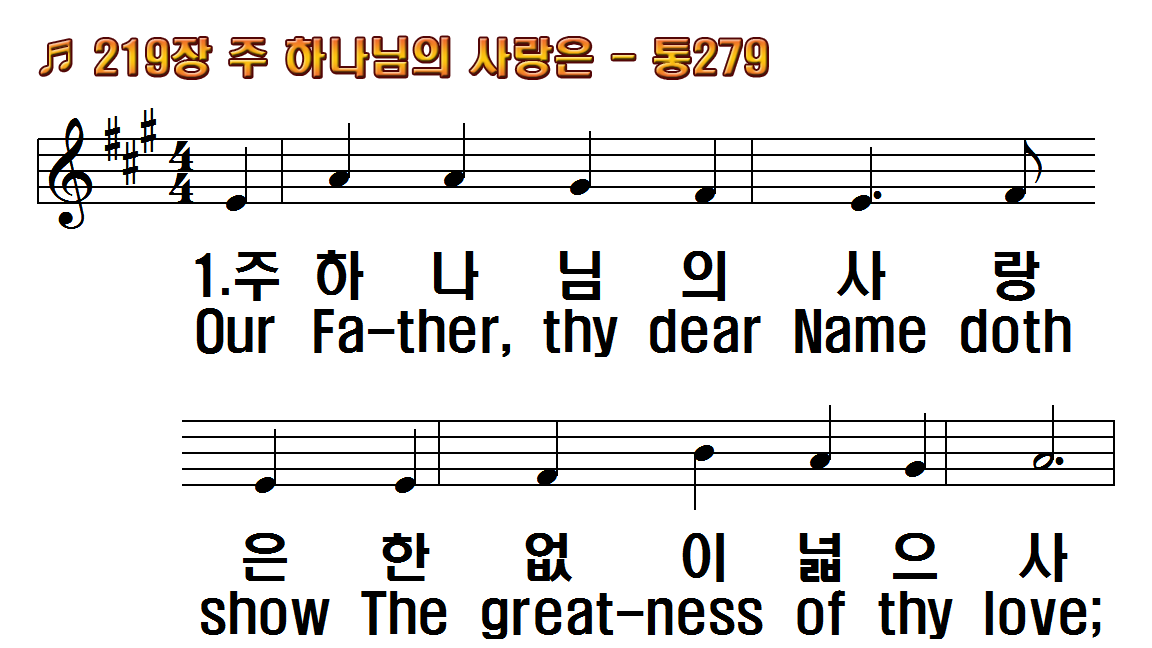 ♬ 219장 주 하나님의 사랑은 - 통279
4
4
1.주 하 나 님 의 사 랑
Our Fa-ther, thy dear Name doth
은 한 없 이 넓 으 사
show The great-ness of thy love;